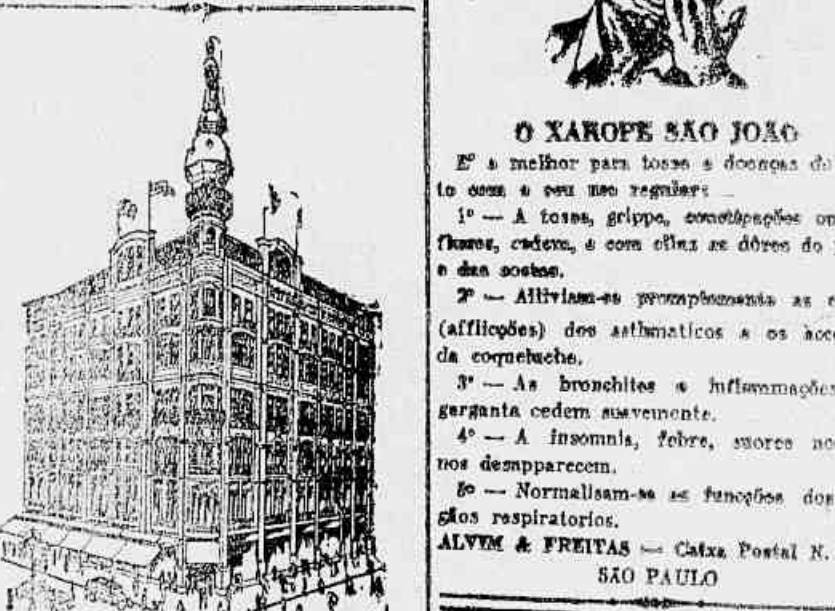 O XAROPE SÃO JOÃO
E' o melhor para tosse e doenças do
to com o seu uso regular:
1º — A tosse, grippe, constipações ou
fluxos, cedem, e com ellas as dôres do
e das costas.
2º — Alliviam-se promptamente as
(afflicções) dos asthmaticos e os
da coqueluche.
3º — As bronchites e inflammações
garganta cedem suavemente.
4º — A insomnia, febre, suores
nos desapparecem.
5º — Normalisam-se as funcções dos
gãos respiratorios.
ALVIM & FREITAS — Caixa Postal N.
SÃO PAULO